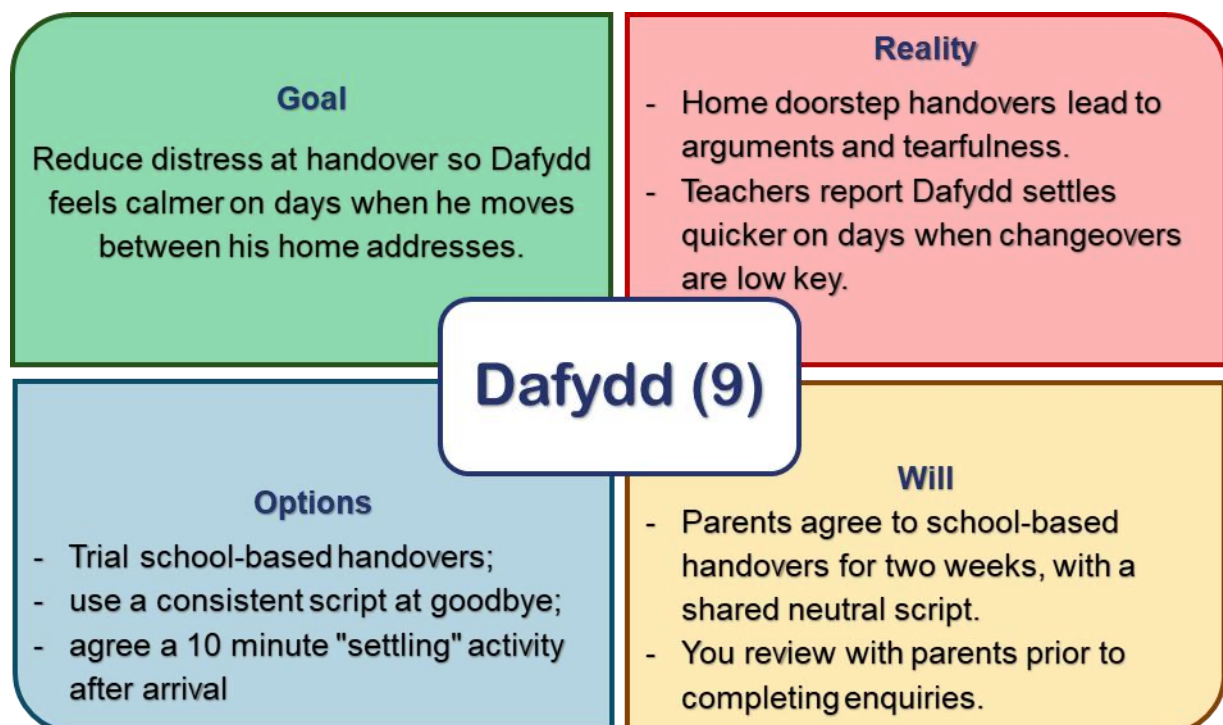 Goal
Reduce distress at handover so Dafydd
feels calmer on days when he moves
between his home addresses.
Reality
- Home doorstep handovers lead to
arguments and tearfulness.
- Teachers report Dafydd settles
quicker on days when changeovers
are low key.
Dafydd (9)
Options
- Trial school-based handovers;
- use a consistent script at goodbye;
- agree a 10 minute "settling" activity
after arrival
Will
- Parents agree to school-based
handovers for two weeks, with a
shared neutral script.
- You review with parents prior to
completing enquiries.